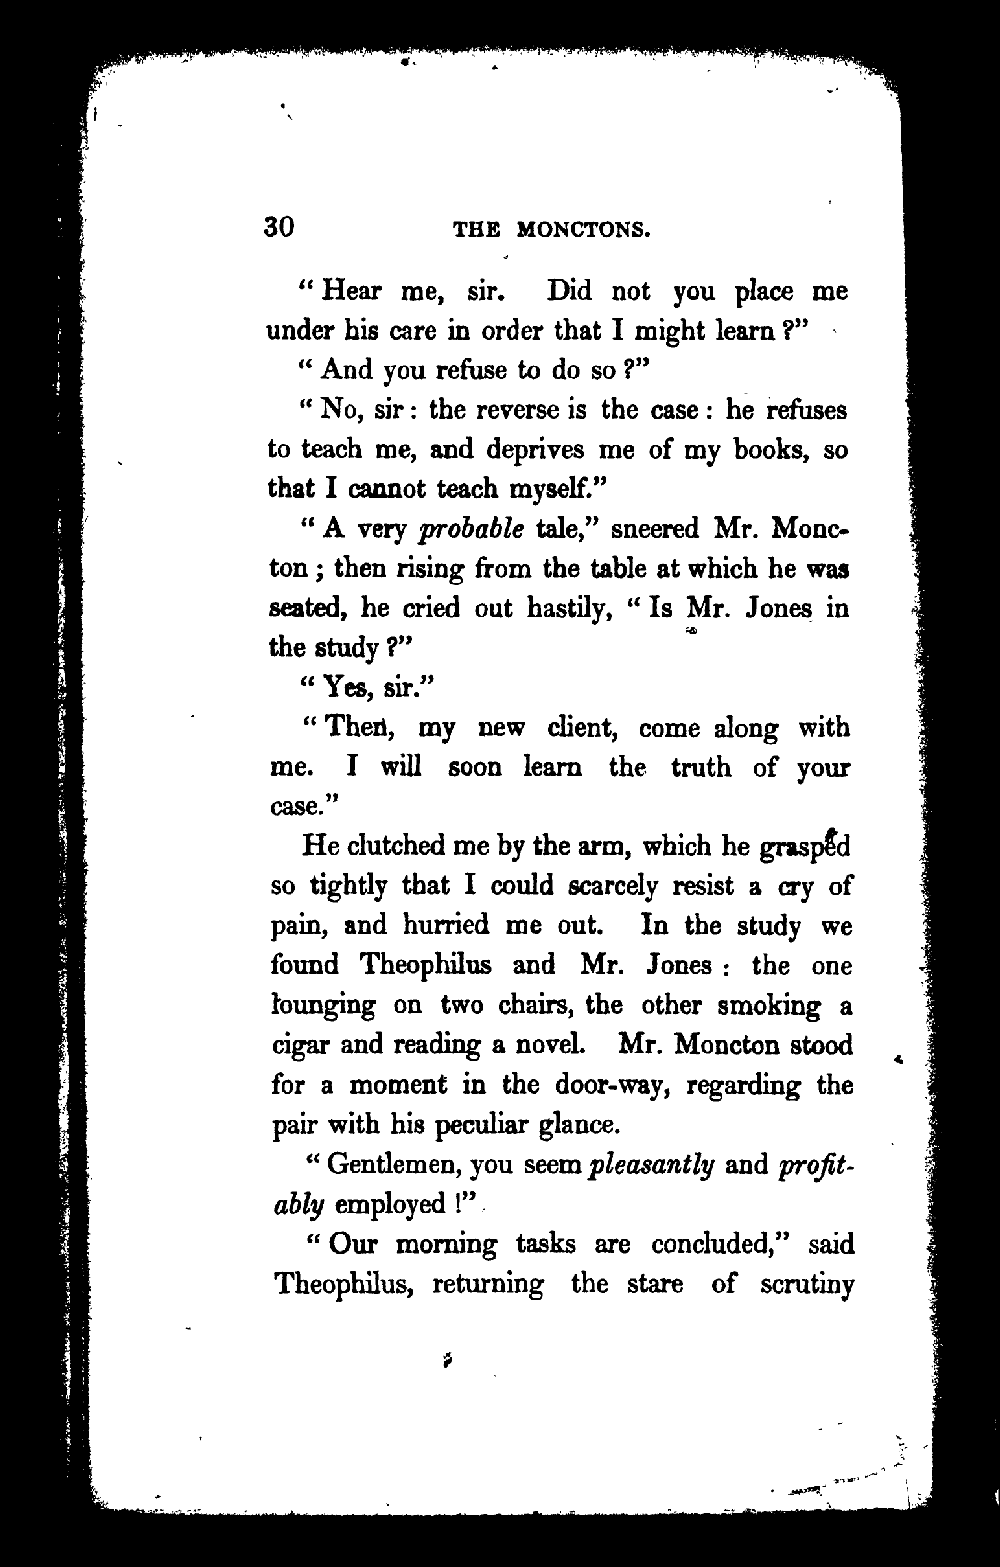 30 THE MONCTONS.
“ Hear me, sir. Did not you place me
under his care in order that I might learn ?”
“ And you refuse to do so ?”
“ No, sir : the reverse is the case : he refuses
to teach me, and deprives me of my books, so
that I cannot teach myself.”
“ A very probable tale,” sneered Mr. Monc-
ton ; then rising from the table at which he was
seated, he cried out hastily, “ Is Mr. Jones in
the study ?”
“ Yes, sir.”
“ Then, my new client, come along with
me. I will soon learn the truth of your
case.”
He clutched me by the arm, which he grasped
so tightly that I could scarcely resist a cry of
pain, and hurried me out. In the study we
found Theophilus and Mr. Jones : the one
lounging on two chairs, the other smoking a
cigar and reading a novel. Mr. Moncton stood
for a moment in the door-way, regarding the
pair with his peculiar glance.
“ Gentlemen, you seem pleasantly and profit-
ably employed !”
“ Our morning tasks are concluded,” said
Theophilus, returning the stare of scrutiny